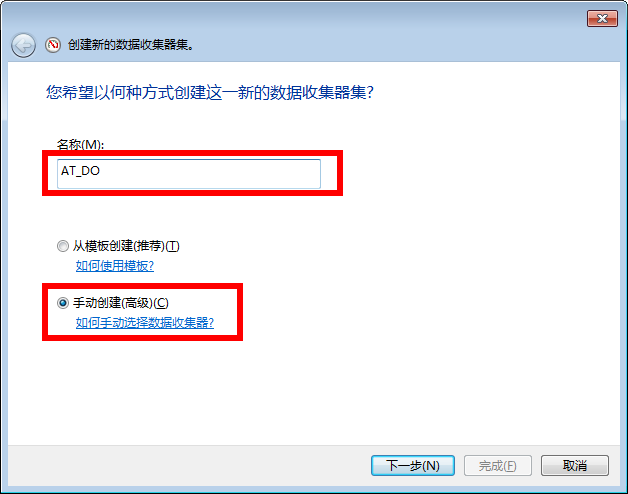 创建新的数据收集器集。
您希望以何种方式创建这一新的数据收集器集?
名称(M):
AT_DO
从模板创建(推荐)(T)
如何使用模板?
手动创建(高级)(C)
如何手动选择数据收集器?
下一步(N)
完成(F)
取消